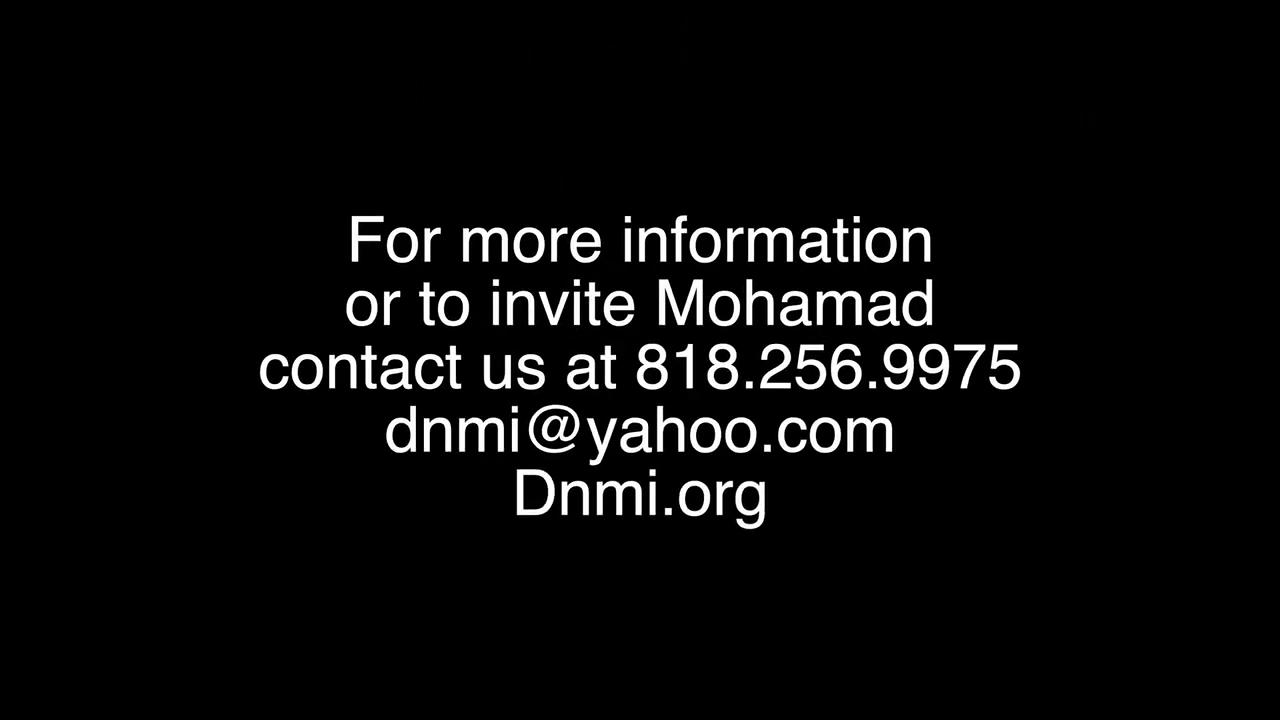 For more information
or to invite Mohamad
contact us at 818.256.9975
dnmi@yahoo.com
Dnmi.org